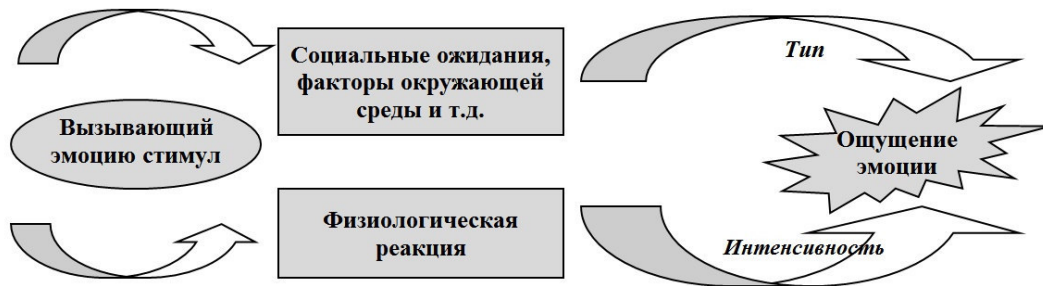 Социальные ожидания,
факторы окружающей
среды и т.д.
Тип
Вызывающий
эмоцию стимул
Ощущение
эмоции
Физиологическая
реакция
Интенсивность